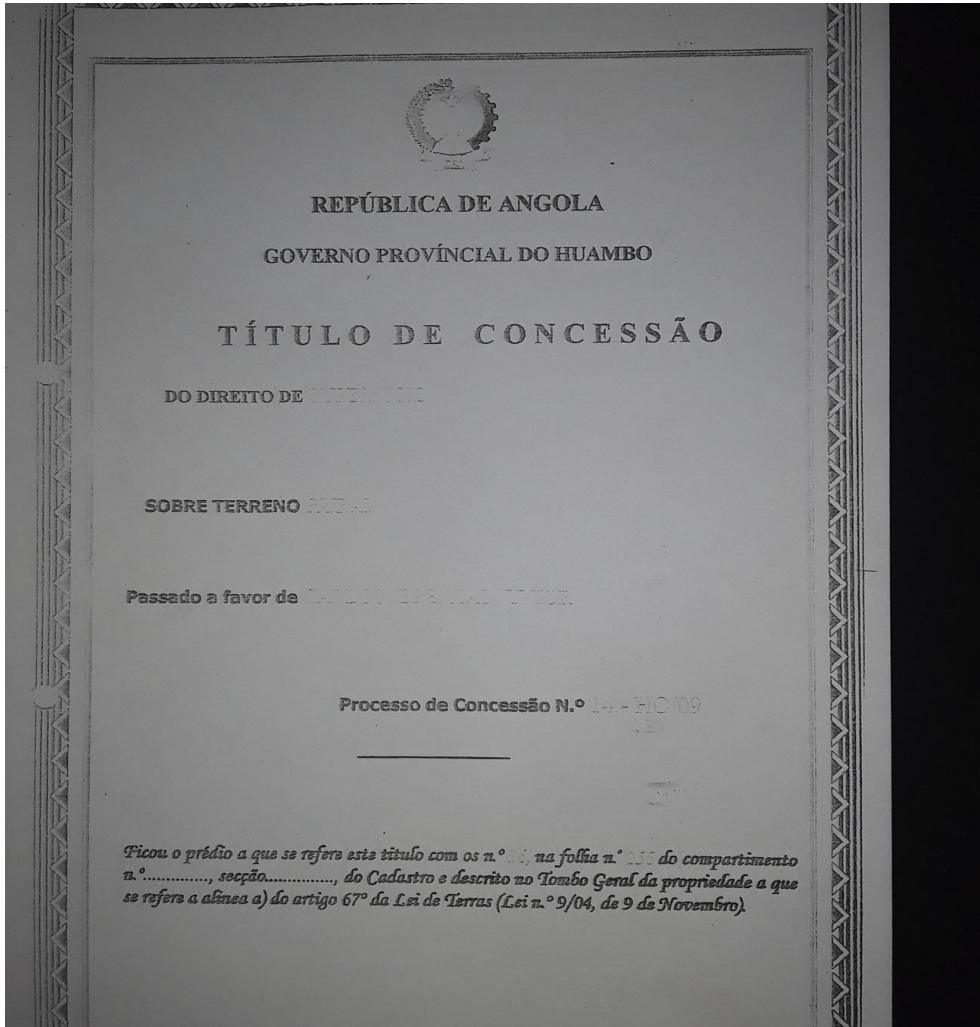 REPÚBLICA DE ANGOLA
GOVERNO PROVÍNCIAL DO HUAMBO
TÍTULO DE CONCESSÃO
DO DIREITO DE
SOBRE TERRENO
Passado a favor de
Processo de Concessão N.º 14 - HO/09
Ficou o prédio a que se refere este título com os n.º , na folha n.º do compartimento
n.º............., secção.............., do Cadastro e descrito no Tombo Geral da propriedade a que
se refere a alínea a) do artigo 67º da Lei de Terras (Lei n.º 9/04, de 9 de Novembro).